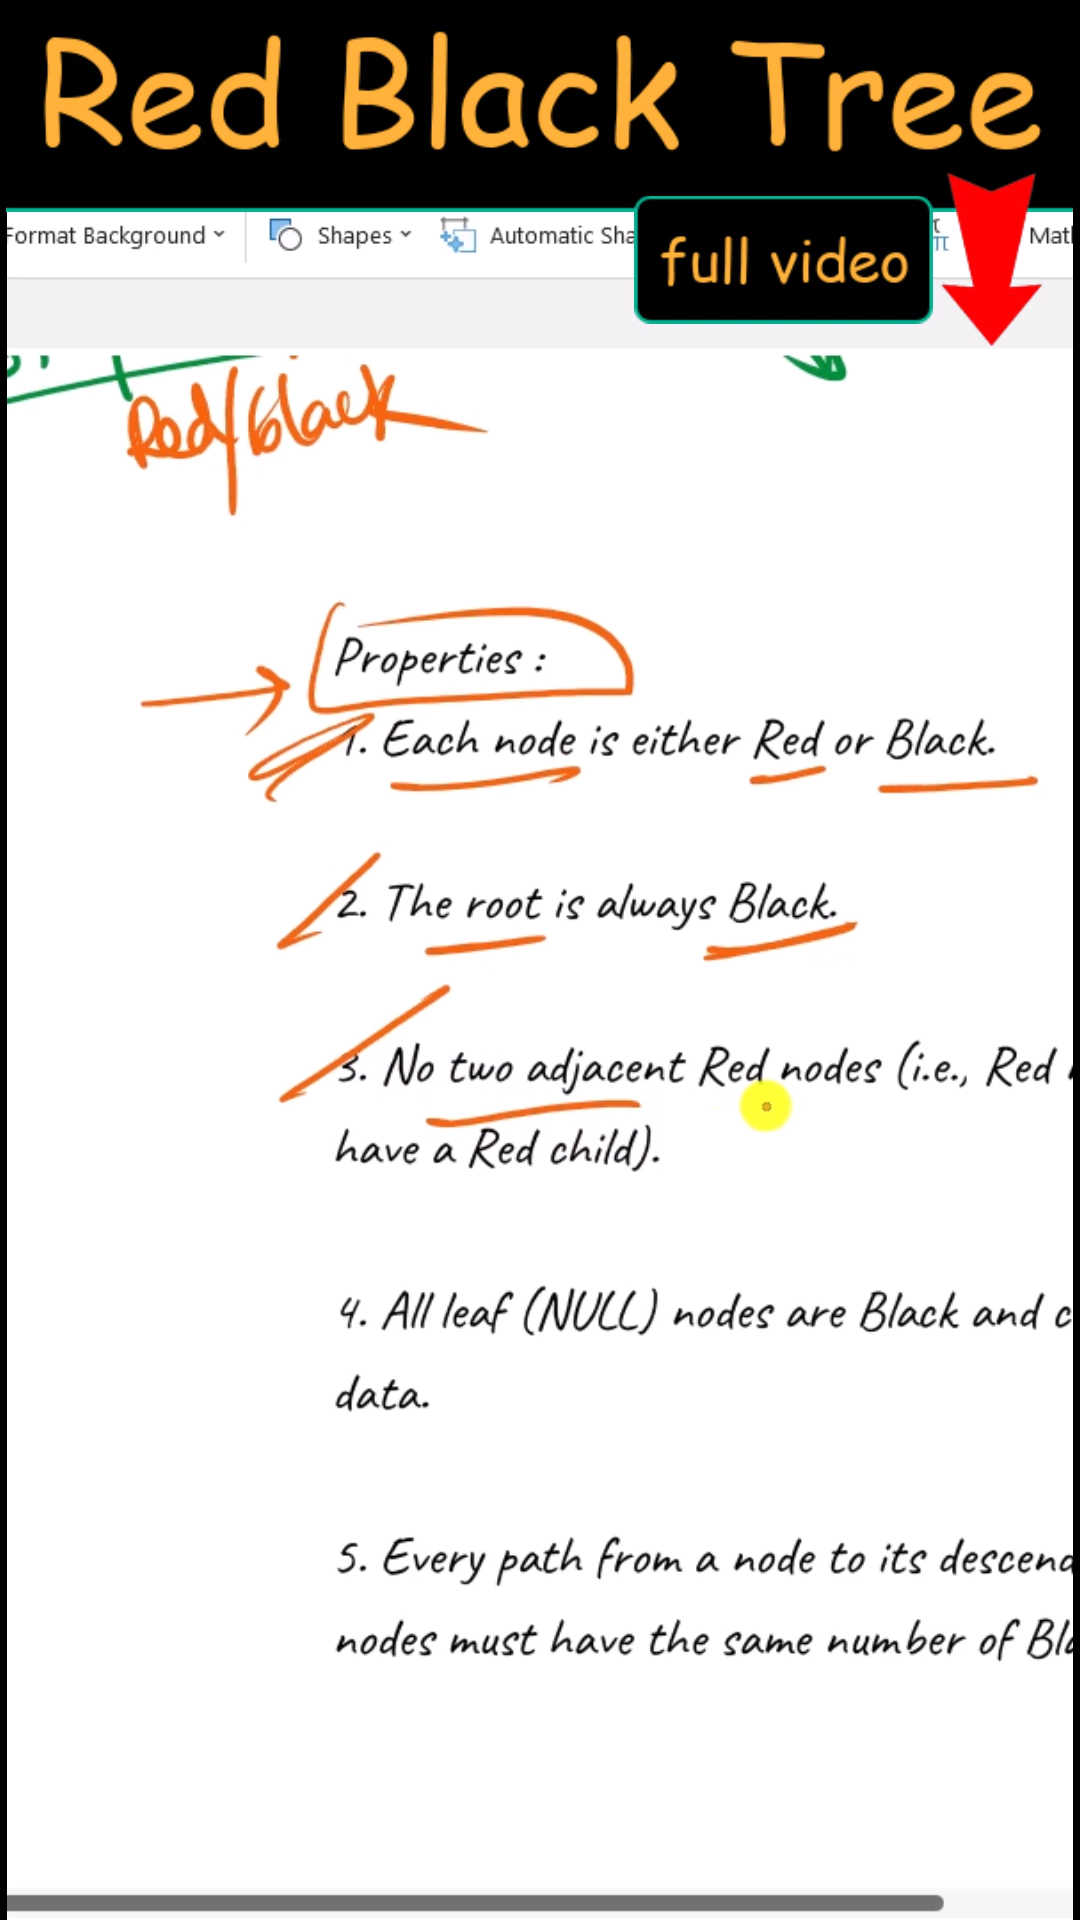 Red Black Tree
Format Background
Shapes
Automatic Sha
full video
Red/black
Properties :
1. Each node is either Red or Black.
2. The root is always Black.
3. No two adjacent Red nodes (i.e., Red
have a Red child).
4. All leaf (NULL) nodes are Black and c
data.
5. Every path from a node to its descend
nodes must have the same number of Bla